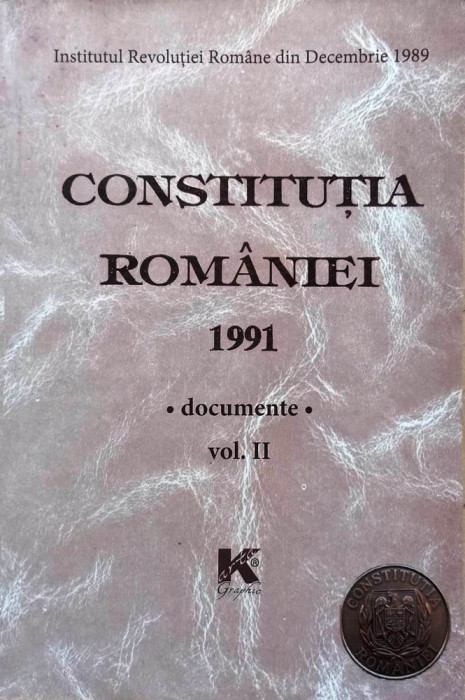 Institutul Revoluției Române din Decembrie 1989
CONSTITUȚIA
ROMÂNIEI
1991
• documente •
vol. II
K
®
Graphic
CONSTITUȚIA
ROMÂNIEI